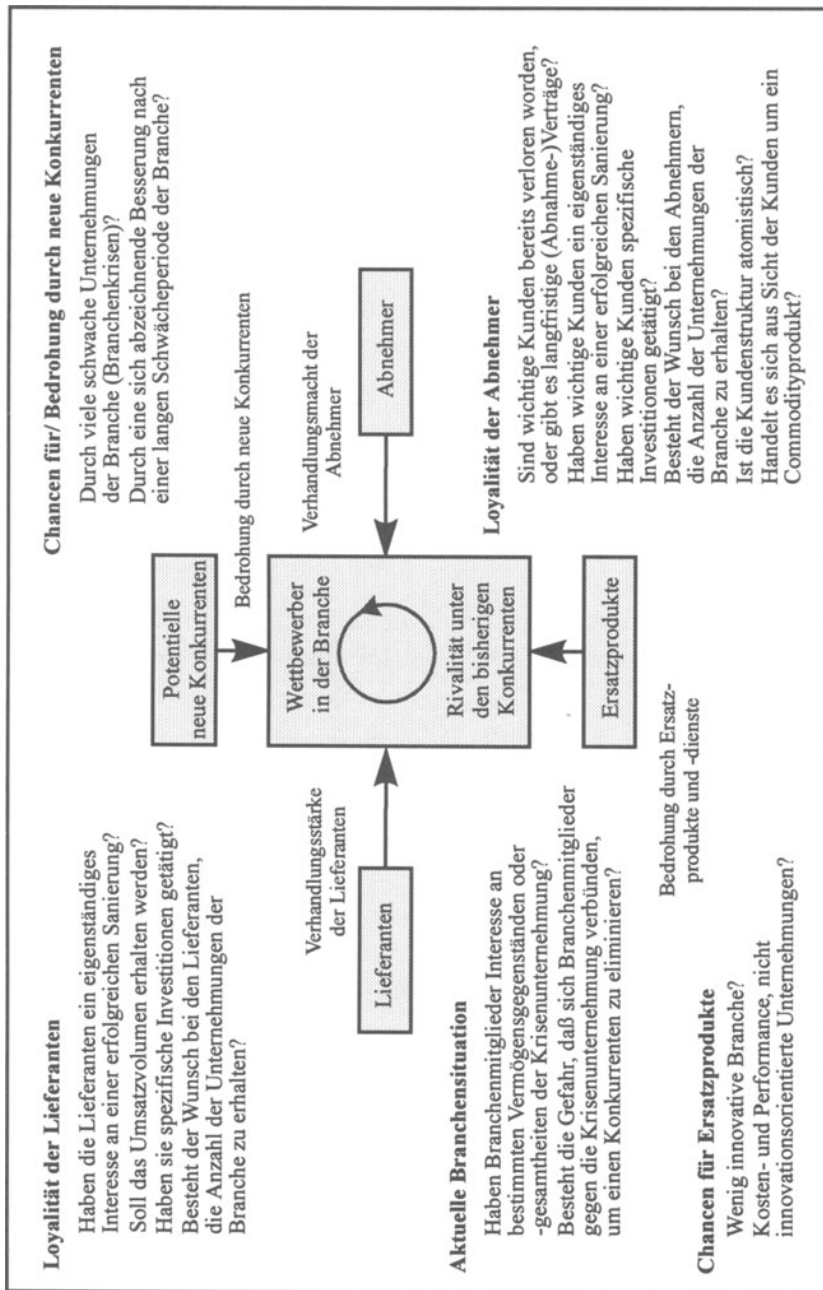 Chancen für/ Bedrohung durch neue Konkurrenten
Durch viele schwache Unternehmungen
der Branche (Branchenkrisen)?
Durch eine sich abzeichnende Besserung nach
einer langen Schwächeperiode der Branche?
Loyalität der Lieferanten
Haben die Lieferanten ein eigenständiges
Interesse an einer erfolgreichen Sanierung?
Soll das Umsatzvolumen erhalten werden?
Haben sie spezifische Investitionen getätigt?
Besteht der Wunsch bei den Lieferanten,
die Anzahl der Unternehmungen der
Branche zu erhalten?
Potentielle
neue Konkurrenten
Bedrohung durch neue Konkurrenten
Verhandlungsstärke
der Lieferanten
Lieferanten
Wettbewerber
in der Branche
Rivalität unter
den bisherigen
Konkurrenten
Verhandlungsmacht der
Abnehmer
Abnehmer
Aktuelle Branchensituation
Haben Branchenmitglieder Interesse an
bestimmten Vermögensgegenständen oder
-gesamtheiten der Krisenunternehmung?
Besteht die Gefahr, daß sich Branchenmitglieder
gegen die Krisenunternehmung verbünden,
um einen Konkurrenten zu eliminieren?
Ersatzprodukte
Bedrohung durch Ersatz-
produkte und -dienste
Loyalität der Abnehmer
Sind wichtige Kunden bereits verloren worden,
oder gibt es langfristige (Abnahme-)Verträge?
Haben wichtige Kunden ein eigenständiges
Interesse an einer erfolgreichen Sanierung?
Haben wichtige Kunden spezifische
Investitionen getätigt?
Besteht der Wunsch bei den Abnehmern,
die Anzahl der Unternehmungen der
Branche zu erhalten?
Ist die Kundenstruktur atomistisch?
Handelt es sich aus Sicht der Kunden um ein
Commodityprodukt?
Chancen für Ersatzprodukte
Wenig innovative Branche?
Kosten- und Performance, nicht
innovationsorientierte Unternehmungen?